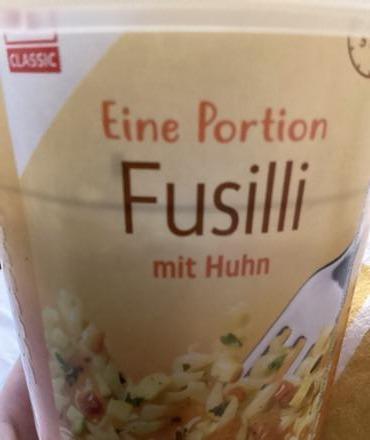 CLASSIC
Eine Portion
Fusilli
mit Huhn